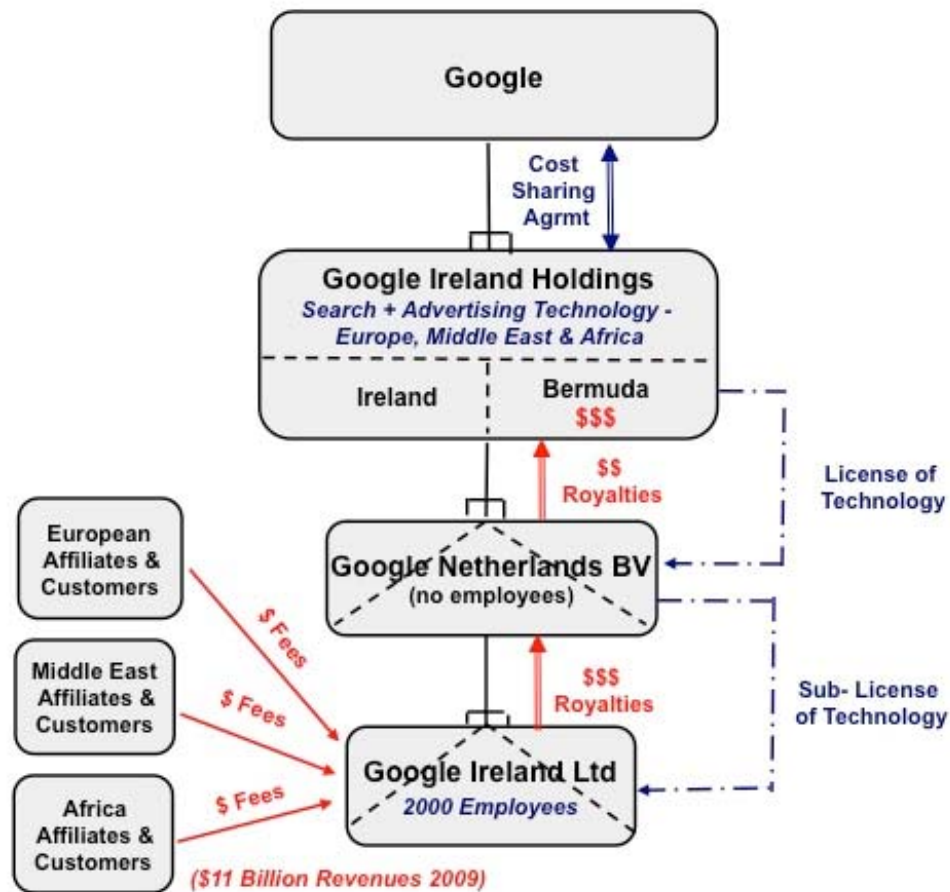 Google
Cost
Sharing
Agrmt
Google Ireland Holdings
Search + Advertising Technology -
Europe, Middle East & Africa
Ireland
Bermuda
$$$
$$
Royalties
License of
Technology
European
Affiliates &
Customers
$ Fees
Google Netherlands BV
(no employees)
Middle East
Affiliates &
Customers
$ Fees
$$$
Royalties
Sub- License
of Technology
Africa
Affiliates &
Customers
$ Fees
Google Ireland Ltd
2000 Employees
($11 Billion Revenues 2009)